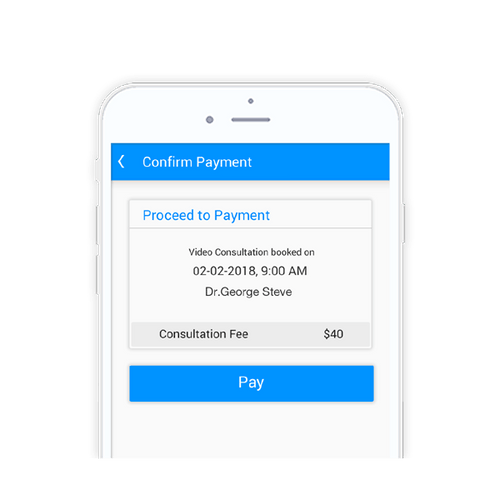 Confirm Payment
Proceed to Payment
Video Consultation booked on
02-02-2018, 9:00 AM
Dr.George Steve
Consultation Fee $40
Pay